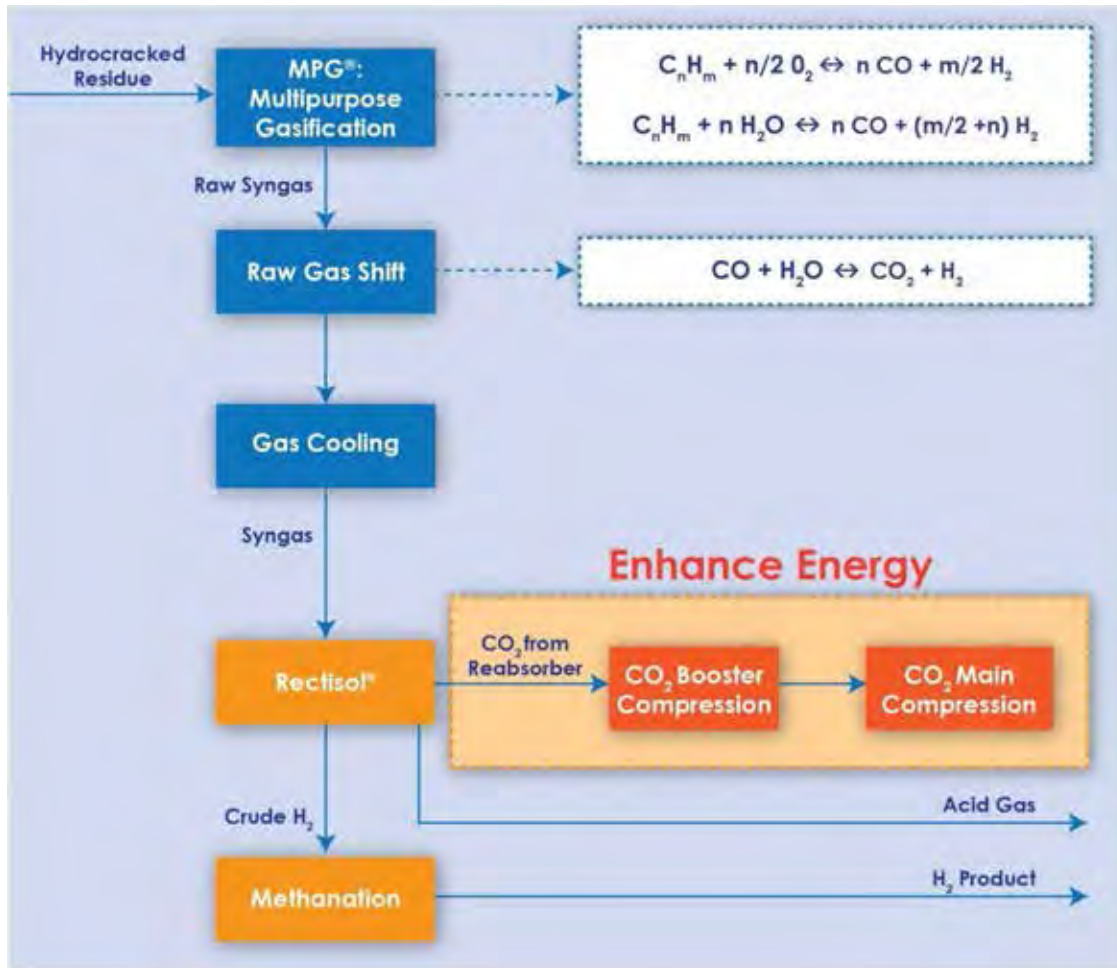 Hydrocracked
Residue
MPG®:
Multipurpose
Gasification
CₙHₘ + n/2 0₂ ⇔ n CO + m/2 H₂
CₙHₘ + n H₂O ⇔ n CO + (m/2 +n) H₂
Raw Syngas
Raw Gas Shift
CO + H₂O ⇔ CO₂ + H₂
Gas Cooling
Syngas
Enhance Energy
Rectisol®
CO₂ from
Reabsorber
CO₂ Booster
Compression
CO₂ Main
Compression
Acid Gas
Crude H₂
Methanation
H₂ Product